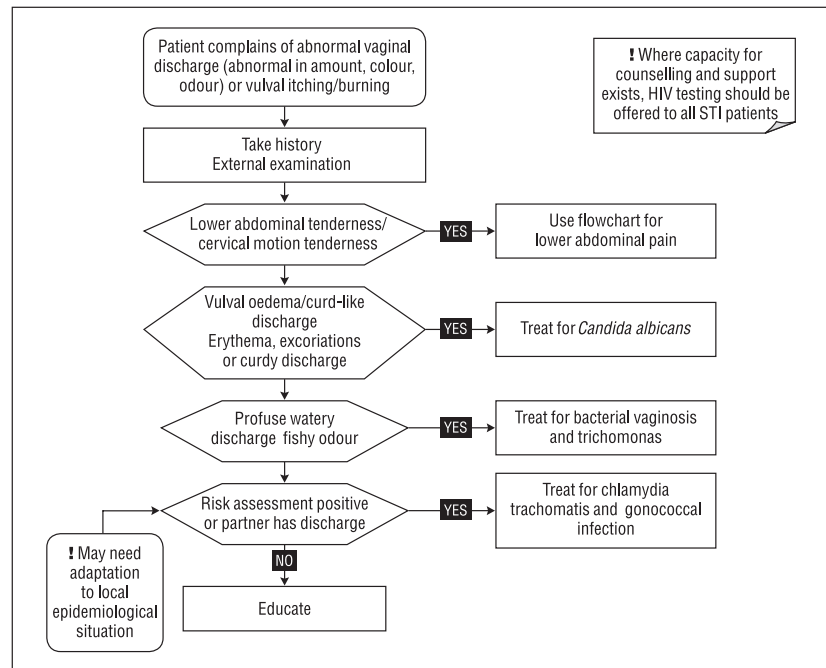 Patient complains of abnormal vaginal
discharge (abnormal in amount, colour,
odour) or vulval itching/burning
! Where capacity for
counselling and support
exists, HIV testing should be
offered to all STI patients
Take history
External examination
Lower abdominal tenderness/
cervical motion tenderness
YES
Use flowchart for
lower abdominal pain
Vulval oedema/curd-like
discharge
Erythema, excoriations
or curdy discharge
YES
Treat for Candida albicans
Profuse watery
discharge fishy odour
YES
Treat for bacterial vaginosis
and trichomonas
Risk assessment positive
or partner has discharge
YES
Treat for chlamydia
trachomatis and gonococcal
infection
! May need
adaptation
to local
epidemiological
situation
NO
Educate